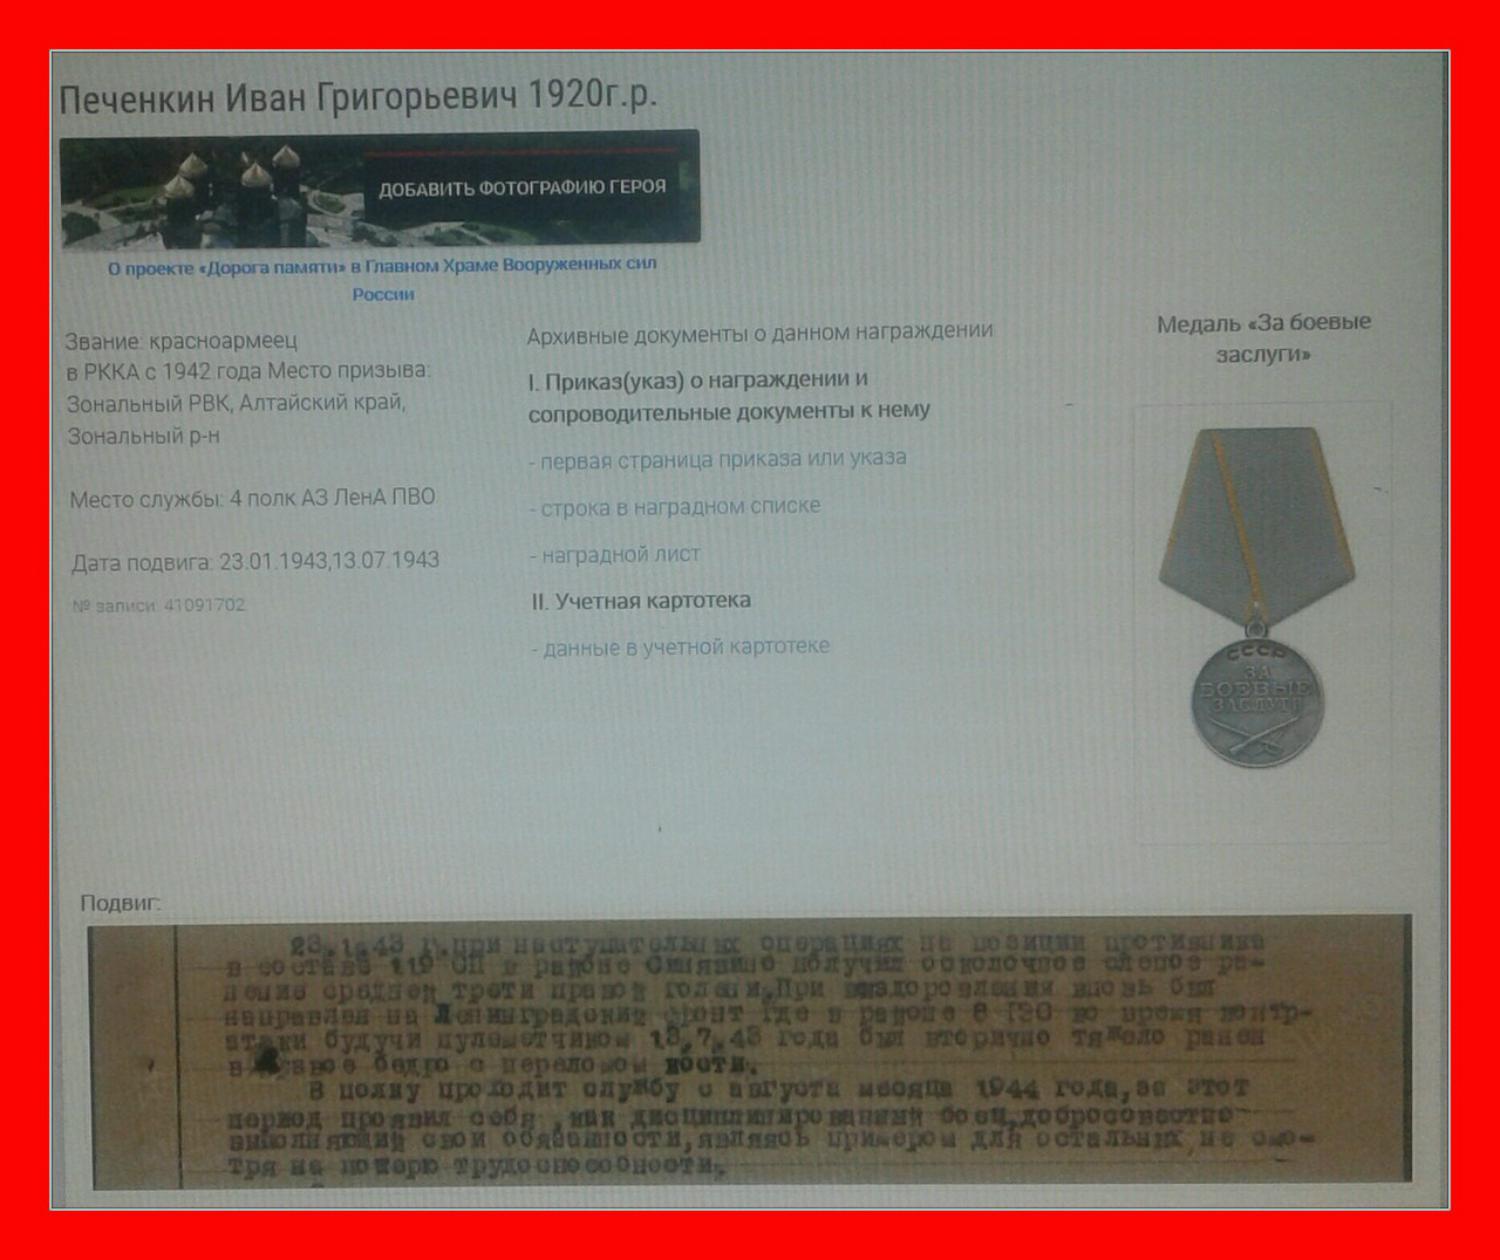 Печенкин Иван Григорьевич 1920г.р.
ДОБАВИТЬ ФОТОГРАФИЮ ГЕРОЯ
О проекте «Дорога памяти» в Главном Храме Вооруженных сил
России
Звание: красноармеец
в РККА с 1942 года Место призыва:
Зональный РВК, Алтайский край,
Зональный р-н
Место службы: 4 полк АЗ ЛенА ПВО
Дата подвига: 23.01.1943,13.07.1943
№ записи: 41091702
Архивные документы о данном награждении
I. Приказ(указ) о награждении и
сопроводительные документы к нему
- первая страница приказа или указа
- строка в наградном списке
- наградной лист
II. Учетная картотека
- данные в учетной картотеке
Медаль «За боевые
заслуги»
СССР
ЗА
БОЕВЫЕ
ЗАСЛУГИ
Подвиг:
23.1.43 г.при наступательных операциях на позиции противника
в составе 119 СП в районе Синявино получил осколочное слепое ра-
нение средней трети правой голени.При выздоровлении вновь был
направлен на Ленинградский фронт где в районе 8 ГЭС во время контр-
атаки будучи пулеметчиком 13.7.43 года был вторично тяжело ранен
в бедро с переломом кости.
В полку проходит службу с августа месяца 1944 года,за этот
период проявил себя ,как дисциплинированный боец,добросовестно
выполняющий свои обязанности,являясь примером для остальных,не смо-
тря на потерю трудоспособности.